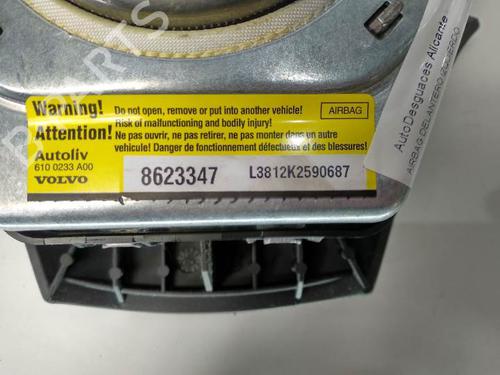 Warning!
Do not open, remove or put into another vehicle!
Risk of malfunctioning and bodily injury!
AIRBAG
Attention!
Ne pas ouvrir, ne pas retirer, ne pas monter dans un autre
vehicule! Danger de fonctionnement défectueux et des blessures!
Autoliv
610 0233 A00
VOLVO
8623347
L3812K2590687
AutoDesguaces Alicante
AIRBAG DELANTERO IZQUIERDO